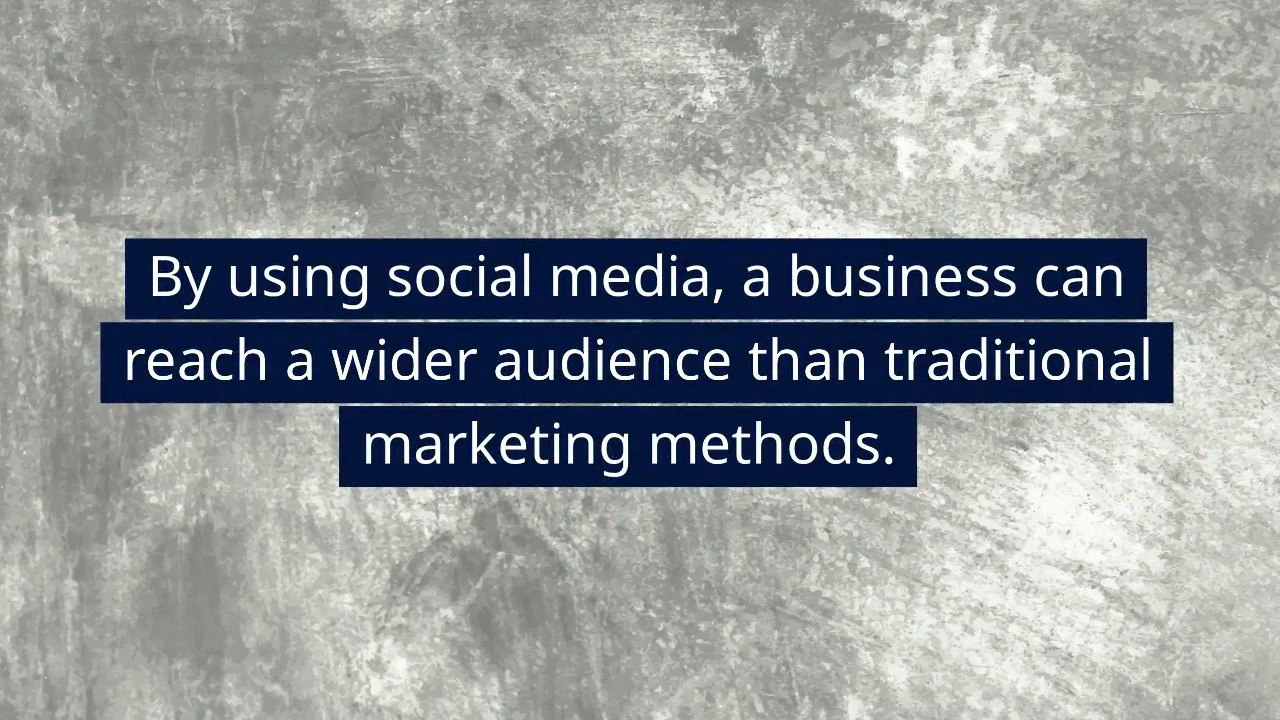 By using social media, a business can
reach a wider audience than traditional
marketing methods.